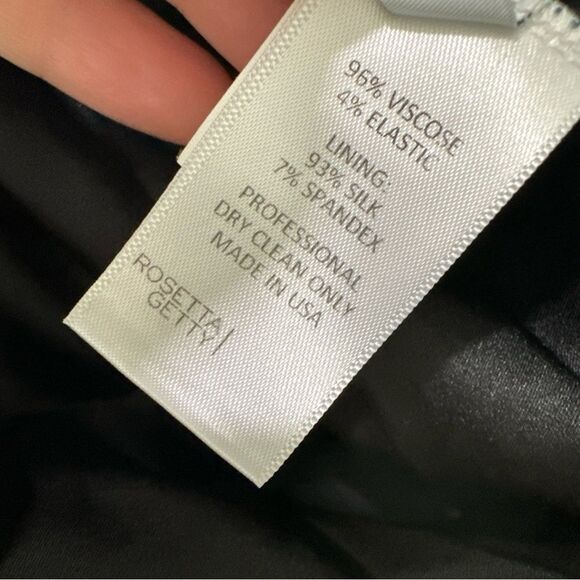 96% VISCOSE
4% ELASTIC
LINING:
93% SILK
7% SPANDEX
PROFESSIONAL
DRY CLEAN ONLY
MADE IN USA
ROSETTA
GETTY